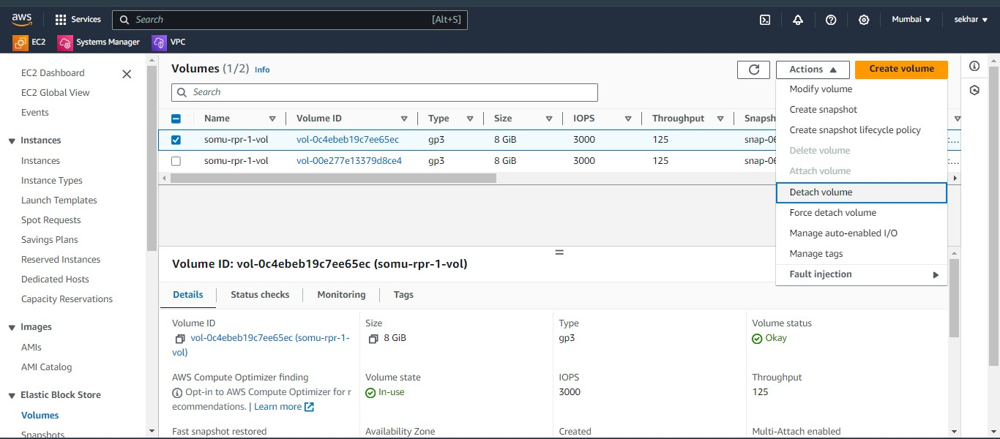 aws Services Search [Alt+S] Mumbai sekhar
EC2 Systems Manager VPC
EC2 Dashboard
EC2 Global View
Events
Instances
Instances
Instance Types
Launch Templates
Spot Requests
Savings Plans
Reserved Instances
Dedicated Hosts
Capacity Reservations
Images
AMIs
AMI Catalog
Elastic Block Store
Volumes
Snapshots
Volumes (1/2) Info
Actions Create volume
Search
Name Volume ID Type Size IOPS Throughput Snapsh
somu-rpr-1-vol vol-0c4ebeb19c7ee65ec gp3 8 GiB 3000 125 snap-06 :...
somu-rpr-1-vol vol-00e277e13379d8ce4 gp3 8 GiB 3000 125 snap-06 :...
Modify volume
Create snapshot
Create snapshot lifecycle policy
Delete volume
Attach volume
Detach volume
Force detach volume
Manage auto-enabled I/O
Manage tags
Fault injection
Volume ID: vol-0c4ebeb19c7ee65ec (somu-rpr-1-vol)
Details Status checks Monitoring Tags
Volume ID
vol-0c4ebeb19c7ee65ec (somu-rpr-1-
vol)
Size
8 GiB
Type
gp3
Volume status
Okay
AWS Compute Optimizer finding
Opt-in to AWS Compute Optimizer for r
ecommendations. | Learn more
Volume state
In-use
IOPS
3000
Throughput
125
Fast snapshot restored
Availability Zone
Created
Multi-Attach enabled